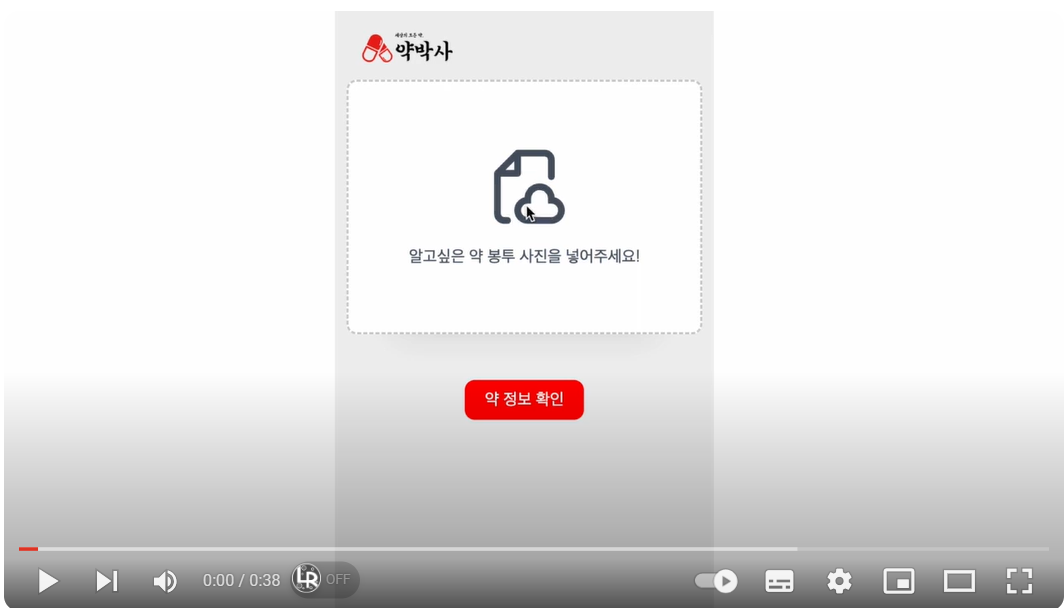 세상의 모든 약,
약박사
알고싶은 약 봉투 사진을 넣어주세요!
약 정보 확인
0:00 / 0:38
LR
OFF